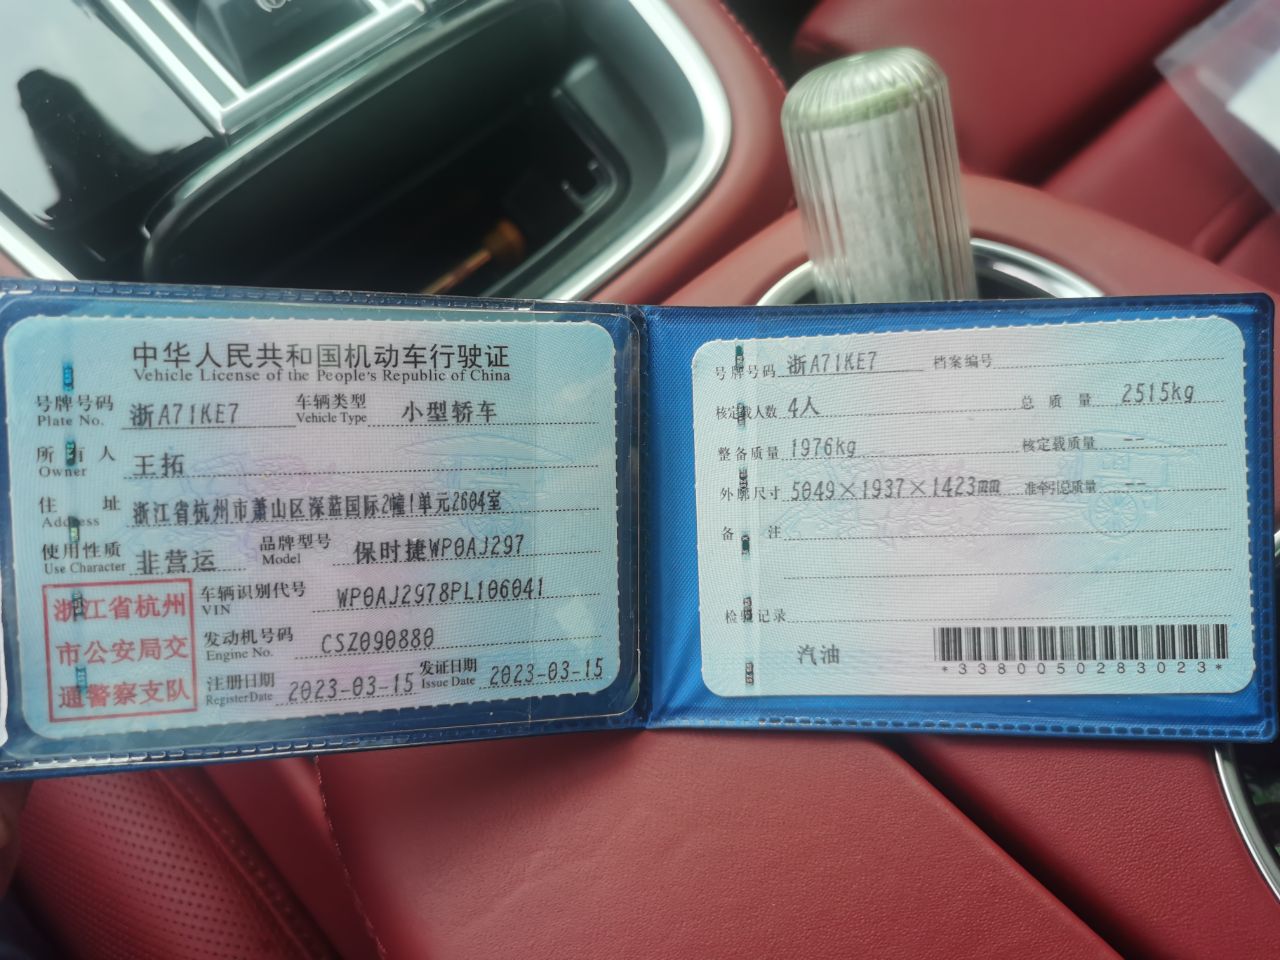 中华人民共和国机动车行驶证
Vehicle License of the People's Republic of China
号牌号码 浙A71KE7 车辆类型 小型轿车
Plate No. Vehicle Type
所有人 王拓
Owner
住址 浙江省杭州市萧山区深蓝国际2幢1单元2604室
Address
使用性质 非营运 品牌型号 保时捷WP0AJ297
Use Character Model
浙江省杭州
市公安局交
通警察支队
车辆识别代号 WP0AJ2978PL106041
VIN
发动机号码 CSZ090880
Engine No.
注册日期 2023-03-15 发证日期 2023-03-15
Register Date Issue Date
号牌号码 浙A71KE7 档案编号
核定载人数 4人 总质量 2515kg
整备质量 1976kg 核定载质量 --
外廓尺寸 5049×1937×1423 准牵引总质量 --
备注
检验记录
汽油
*3380050283023*